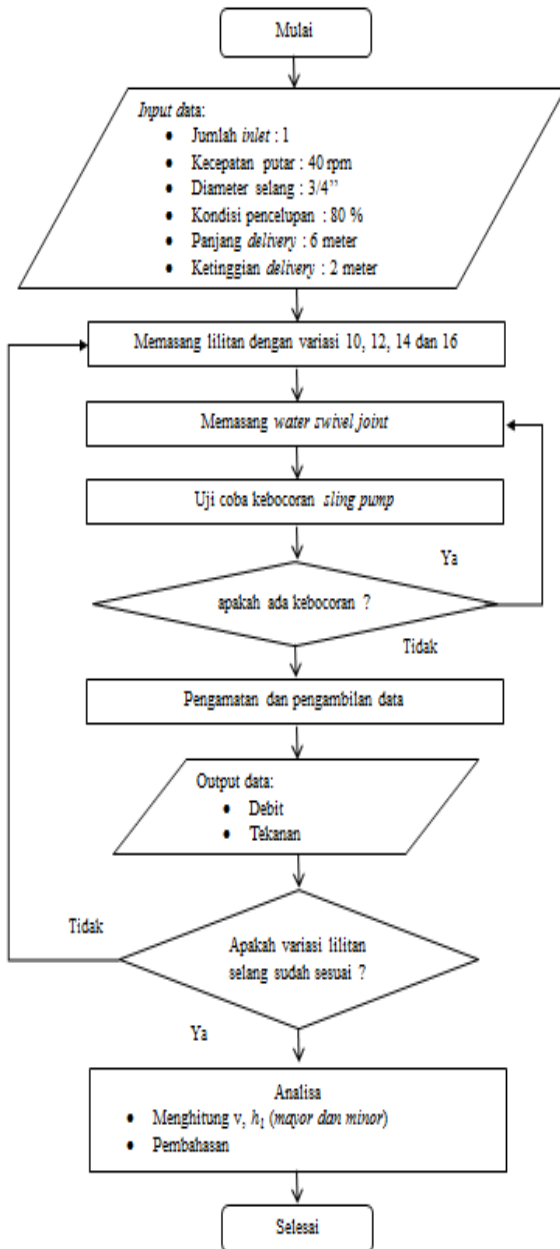 Mulai
Input data:
• Jumlah inlet : 1
• Kecepatan putar : 40 rpm
• Diameter selang : 3/4”
• Kondisi pencelupan : 80 %
• Panjang delivery : 6 meter
• Ketinggian delivery : 2 meter
Memasang lilitan dengan variasi 10, 12, 14 dan 16
Memasang water swivel joint
Uji coba kebocoran sling pump
Ya
apakah ada kebocoran ?
Tidak
Pengamatan dan pengambilan data
Output data:
• Debit
• Tekanan
Tidak
Apakah variasi lilitan
selang sudah sesuai ?
Ya
Analisa
• Menghitung v, h₁ (mayor dan minor)
• Pembahasan
Selesai